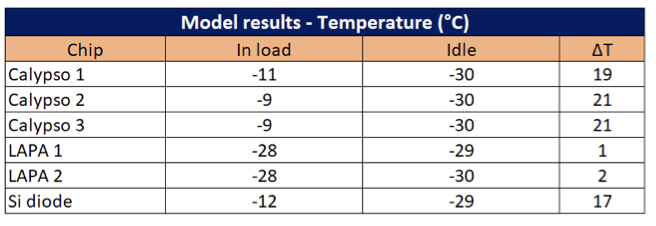 Model results - Temperature (°C)
Chip In load Idle ΔT
Calypso 1 -11 -30 19
Calypso 2 -9 -30 21
Calypso 3 -9 -30 21
LAPA 1 -28 -29 1
LAPA 2 -28 -30 2
Si diode -12 -29 17